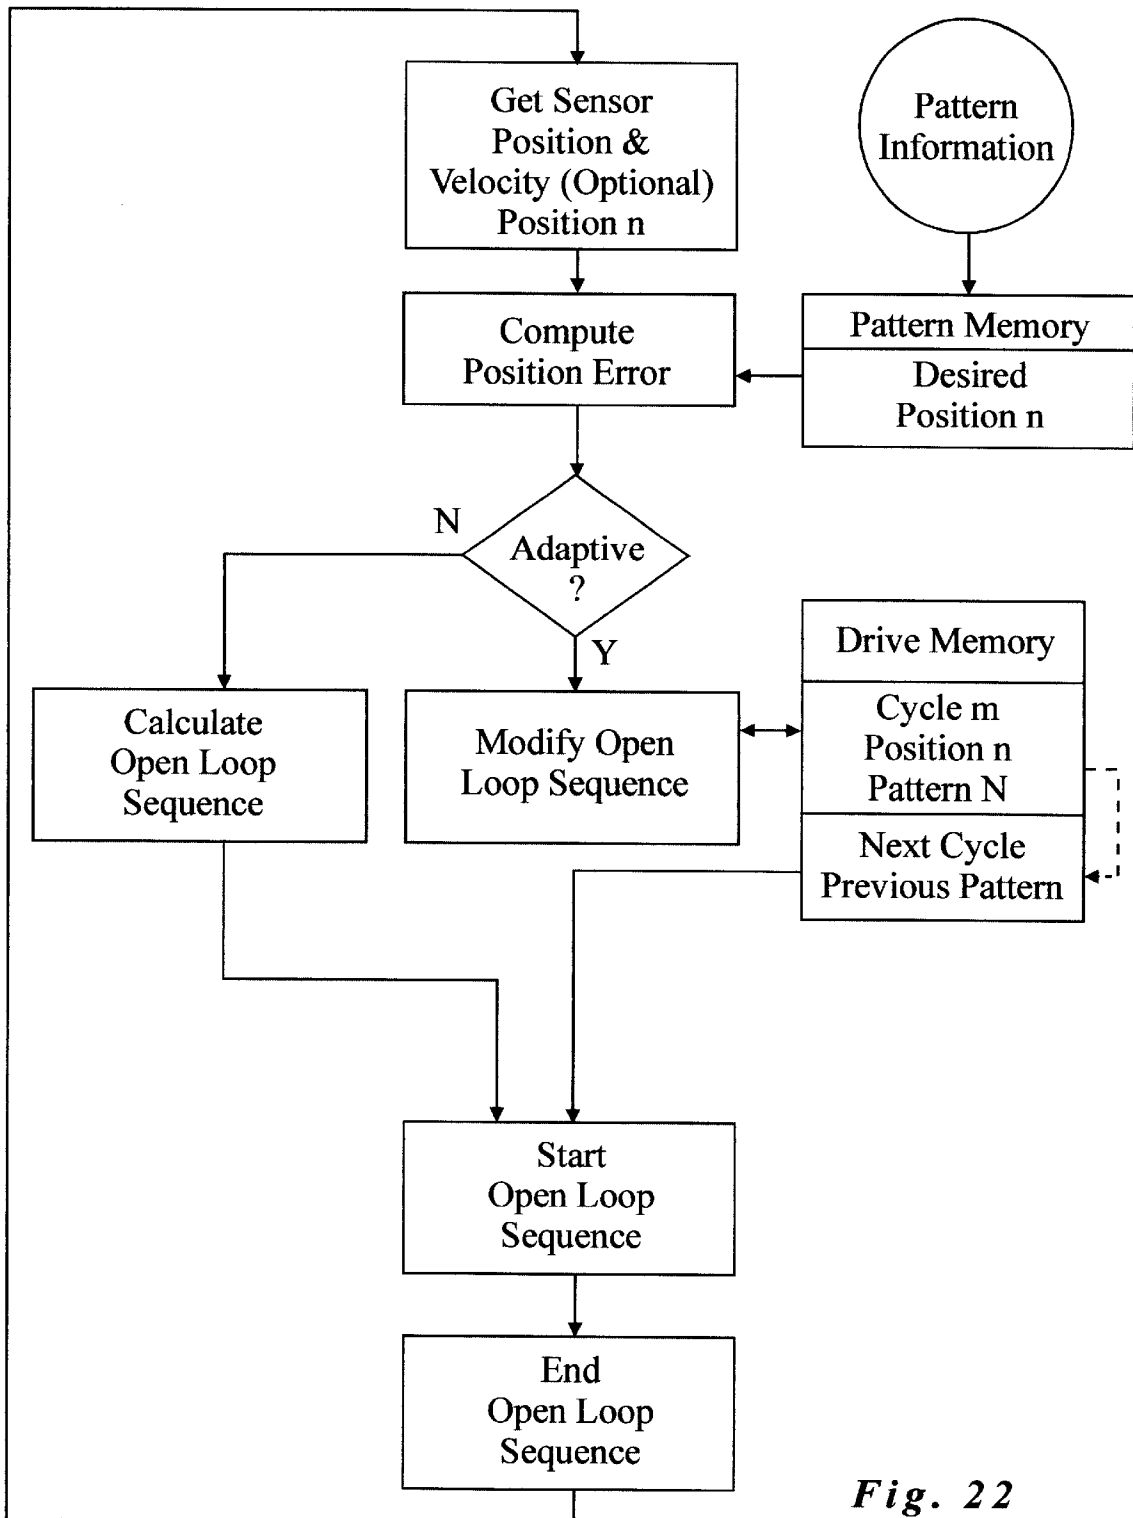 Get Sensor
Position &
Velocity (Optional)
Position n
Pattern
Information
Compute
Position Error
Pattern Memory
Desired
Position n
N
Adaptive
?
Y
Drive Memory
Cycle m
Position n
Pattern N
Next Cycle
Previous Pattern
Calculate
Open Loop
Sequence
Modify Open
Loop Sequence
Start
Open Loop
Sequence
End
Open Loop
Sequence
Fig. 22